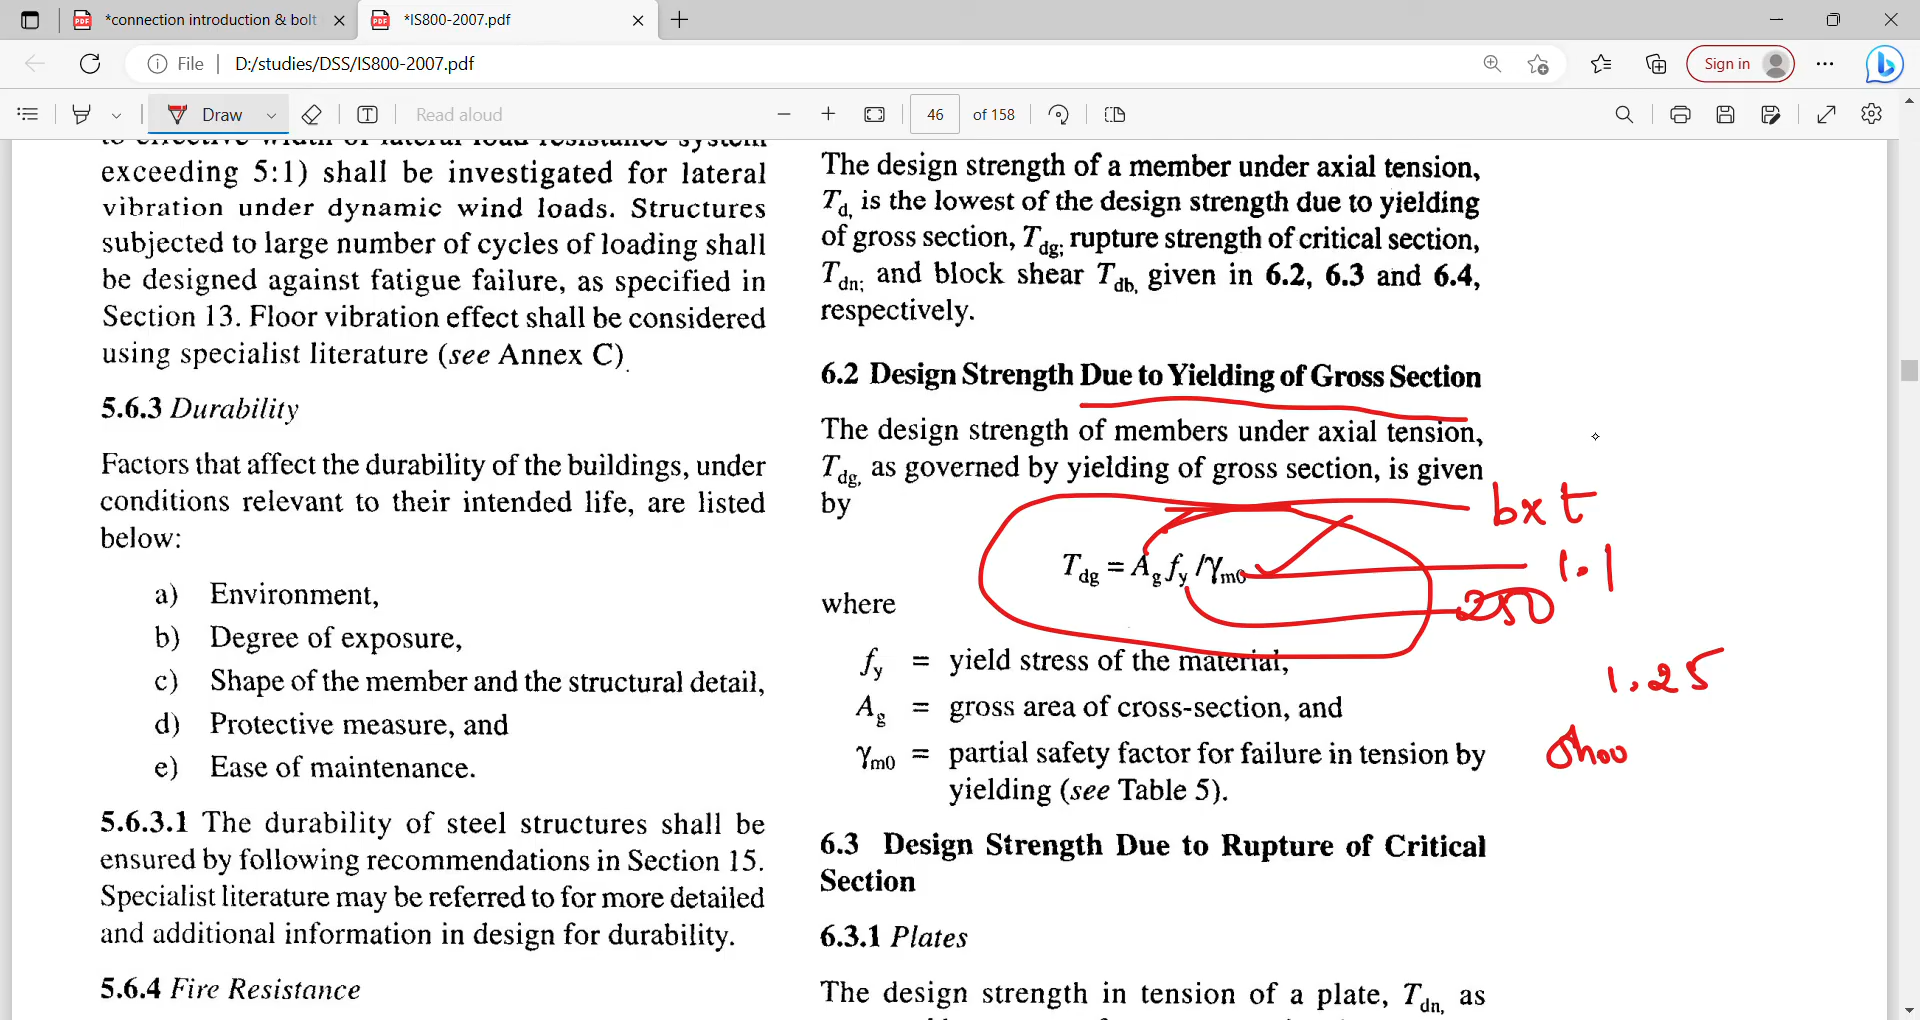 *connection introduction & bolt
*IS800-2007.pdf
File
D:/studies/DSS/IS800-2007.pdf
Sign in
Draw
Read aloud
46
of 158
to effective width of lateral load resistance system
exceeding 5:1) shall be investigated for lateral
vibration under dynamic wind loads. Structures
subjected to large number of cycles of loading shall
be designed against fatigue failure, as specified in
Section 13. Floor vibration effect shall be considered
using specialist literature (see Annex C).
5.6.3 Durability
Factors that affect the durability of the buildings, under
conditions relevant to their intended life, are listed
below:
a) Environment,
b) Degree of exposure,
c) Shape of the member and the structural detail,
d) Protective measure, and
e) Ease of maintenance.
5.6.3.1 The durability of steel structures shall be
ensured by following recommendations in Section 15.
Specialist literature may be referred to for more detailed
and additional information in design for durability.
5.6.4 Fire Resistance
The design strength of a member under axial tension,
Td, is the lowest of the design strength due to yielding
of gross section, Tdg; rupture strength of critical section,
Tdn; and block shear Tdb, given in 6.2, 6.3 and 6.4,
respectively.
6.2 Design Strength Due to Yielding of Gross Section
The design strength of members under axial tension,
Tdg, as governed by yielding of gross section, is given
by
b×t
Tdg = Ag fy /γm0
1.1
where
250
fy = yield stress of the material,
1.25
Ag = gross area of cross-section, and
γm0 = partial safety factor for failure in tension by
yielding (see Table 5).
6.3 Design Strength Due to Rupture of Critical
Section
6.3.1 Plates
The design strength in tension of a plate, Tdn, as